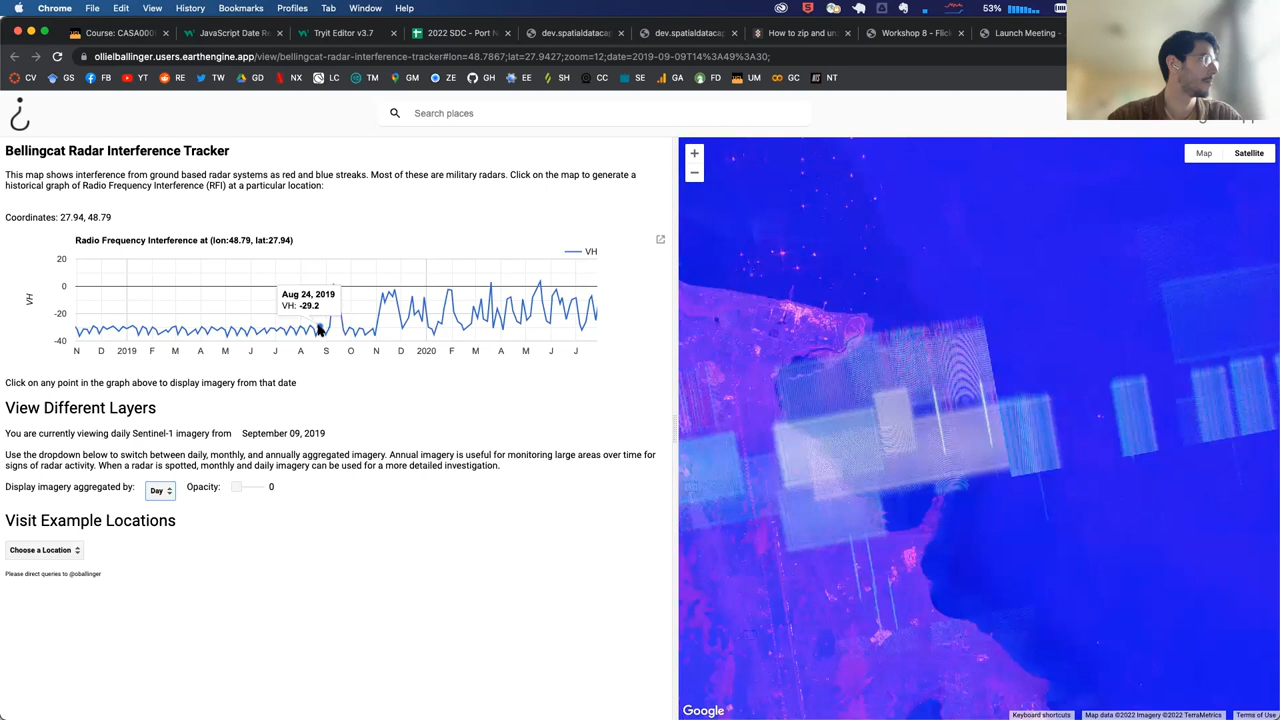 Chrome File Edit View History Bookmarks Profiles Tab Window Help 53%
Course: CASA000 JavaScript Date R Tryit Editor v3.7 2022 SDC - Port N dev.spatialdatacap dev.spatialdatacap How to zip and un Workshop 8 - Flick Launch Meeting -
ollielballinger.users.earthengine.app/view/bellingcat-radar-interference-tracker#lon=48.7867;lat=27.9427;zoom=12;date=2019-09-09T14%3A49%3A30;
CV GS FB YT EY GD NX LC TM GM ZE GH EE SH CC SE GA FD UM GC NT
Search places
Bellingcat Radar Interference Tracker
This map shows interference from ground based radar systems as red and blue streaks. Most of these are military radars. Click on the map to generate a
historical graph of Radio Frequency Interference (RFI) at a particular location:
Coordinates: 27.94, 48.79
Radio Frequency Interference at (lon:48.79, lat:27.94)
VH
20
0
-20
-40
VH
Aug 24, 2019
VH: -29.2
N D 2019 F M A M J J A S O N D 2020 F M A M J J
Click on any point in the graph above to display imagery from that date
View Different Layers
You are currently viewing daily Sentinel-1 imagery from September 09, 2019
Use the dropdown below to switch between daily, monthly, and annually aggregated imagery. Annual imagery is useful for monitoring large areas over time for
signs of radar activity. When a radar is spotted, monthly and daily imagery can be used for a more detailed investigation.
Display imagery aggregated by: Day Opacity: 0
Visit Example Locations
Choose a Location
Please direct queries to @oballinger
+
−
Map Satellite
Google
Keyboard shortcuts Map data ©2022 Imagery ©2022 TerraMetrics Terms of Use